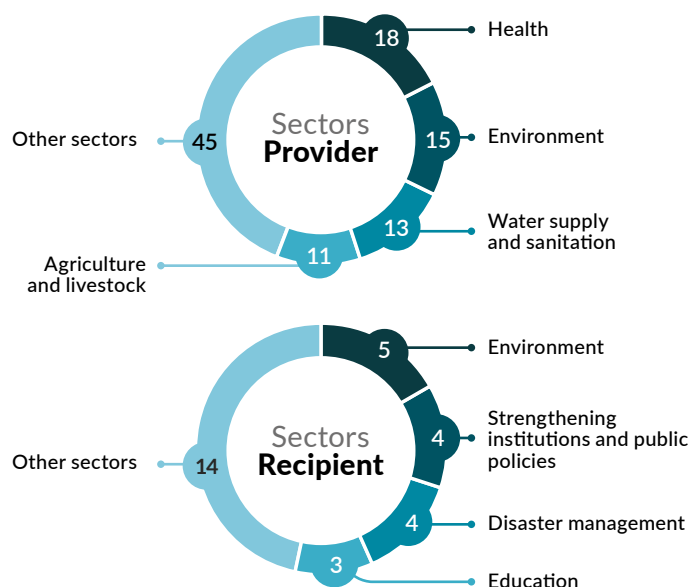 18
Health
Sectors
Provider
Other sectors
45
15
Environment
13
Water supply
and sanitation
11
Agriculture
and livestock
5
Environment
Sectors
Recipient
Other sectors
14
4
Strengthening
institutions and public
policies
4
Disaster management
3
Education